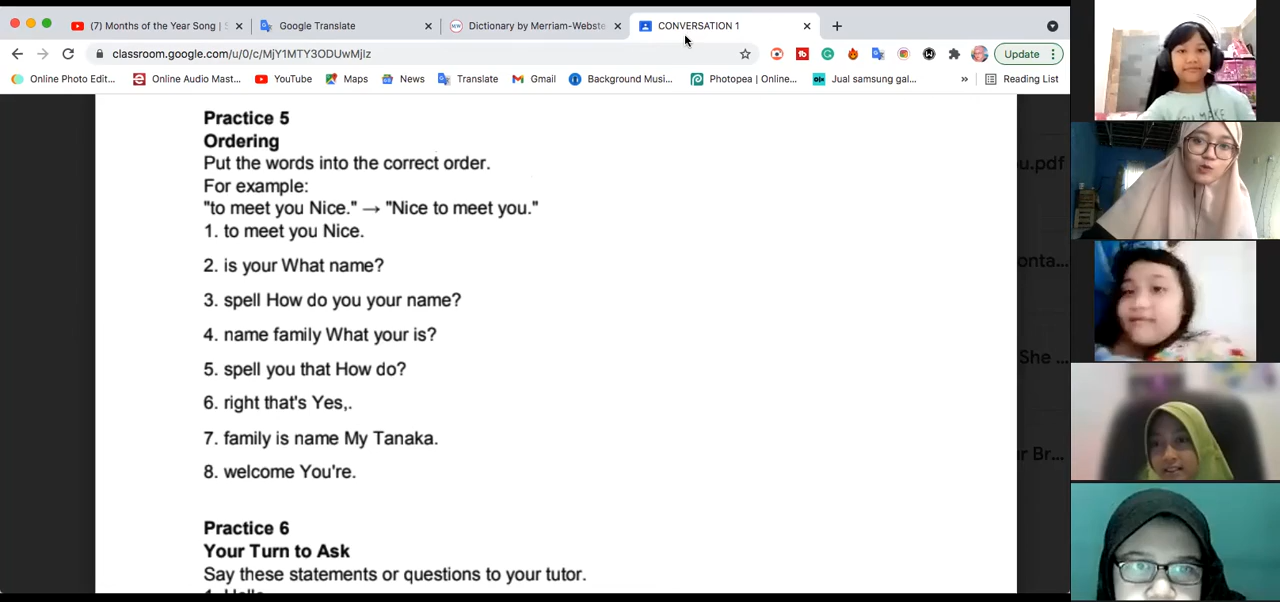 (7) Months of the Year Song |
Google Translate
Dictionary by Merriam-Webste
CONVERSATION 1
classroom.google.com/u/0/c/MjY1MTY3ODUwMjIz
Update
Online Photo Edit...
Online Audio Mast...
YouTube
Maps
News
Translate
Gmail
Background Musi...
Photopea | Online...
Jual samsung gal...
»
Reading List
Practice 5
Ordering
Put the words into the correct order.
For example:
"to meet you Nice." → "Nice to meet you."
1. to meet you Nice.
2. is your What name?
3. spell How do you your name?
4. name family What your is?
5. spell you that How do?
6. right that's Yes,.
7. family is name My Tanaka.
8. welcome You're.
Practice 6
Your Turn to Ask
Say these statements or questions to your tutor.
1. Hello
u.pdf
onta...
She
ur Br...